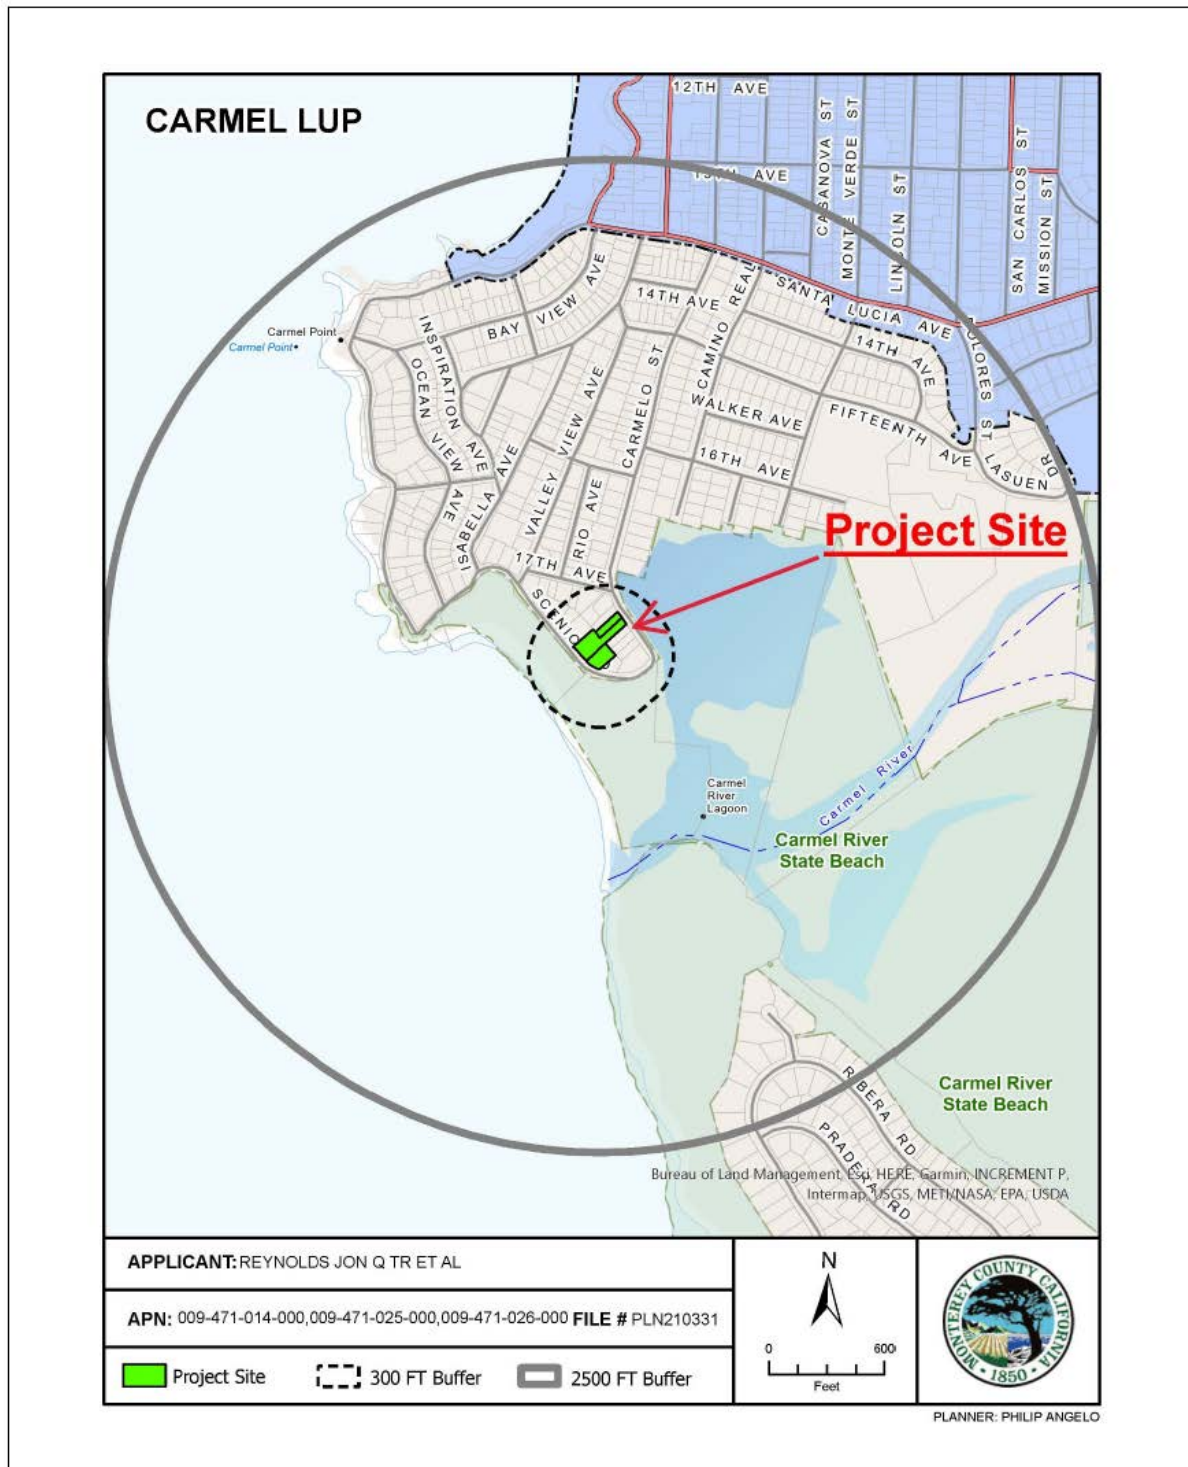 CARMEL LUP
12TH AVE
13TH AVE
CASANOVA ST
MONTE VERDE ST
LINCOLN ST
SAN CARLOS ST
MISSION ST
SANTA LUCIA AVE
DOLORES ST
BAY VIEW AVE
14TH AVE
CAMINO REAL
14TH AVE
Carmel Point
Carmel Point
INSPIRATION AVE
OCEAN VIEW AVE
ISABELLA AVE
VALLEY VIEW AVE
CARMELO ST
WALKER AVE
FIFTEENTH AVE
LASUEN DR
16TH AVE
RIO AVE
17TH AVE
SCENIC
Project Site
Carmel
River
Lagoon
Carmel River
Carmel River
State Beach
Carmel River
State Beach
RIBERA RD
PRADERA RD
Bureau of Land Management, Esri, HERE, Garmin, INCREMENT P,
Intermap, USGS, METI/NASA, EPA, USDA
APPLICANT: REYNOLDS JON Q TR ET AL
APN: 009-471-014-000,009-471-025-000,009-471-026-000 FILE # PLN210331
Project Site
300 FT Buffer
2500 FT Buffer
N
0 600
Feet
MONTEREY COUNTY CALIFORNIA
• 1850 •
PLANNER: PHILIP ANGELO